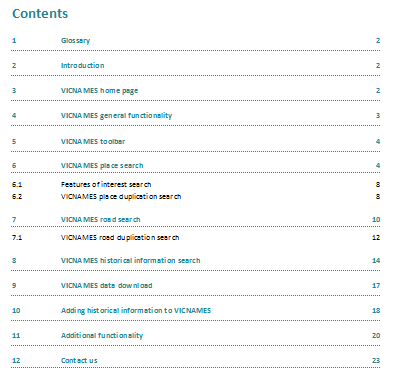 Contents
1 Glossary 2
2 Introduction 2
3 VICNAMES home page 2
4 VICNAMES general functionality 3
5 VICNAMES toolbar 4
6 VICNAMES place search 4
6.1 Features of interest search 8
6.2 VICNAMES place duplication search 8
7 VICNAMES road search 10
7.1 VICNAMES road duplication search 12
8 VICNAMES historical information search 14
9 VICNAMES data download 17
10 Adding historical information to VICNAMES 18
11 Additional functionality 20
12 Contact us 23